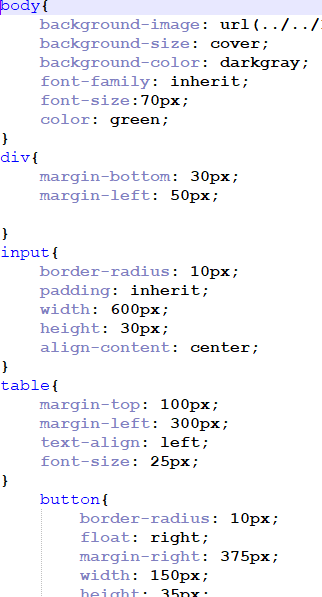 body{
background-image: url(../../
background-size: cover;
background-color: darkgray;
font-family: inherit;
font-size:70px;
color: green;
}
div{
margin-bottom: 30px;
margin-left: 50px;
}
input{
border-radius: 10px;
padding: inherit;
width: 600px;
height: 30px;
align-content: center;
}
table{
margin-top: 100px;
margin-left: 300px;
text-align: left;
font-size: 25px;
}
button{
border-radius: 10px;
float: right;
margin-right: 375px;
width: 150px;
height: 35px;